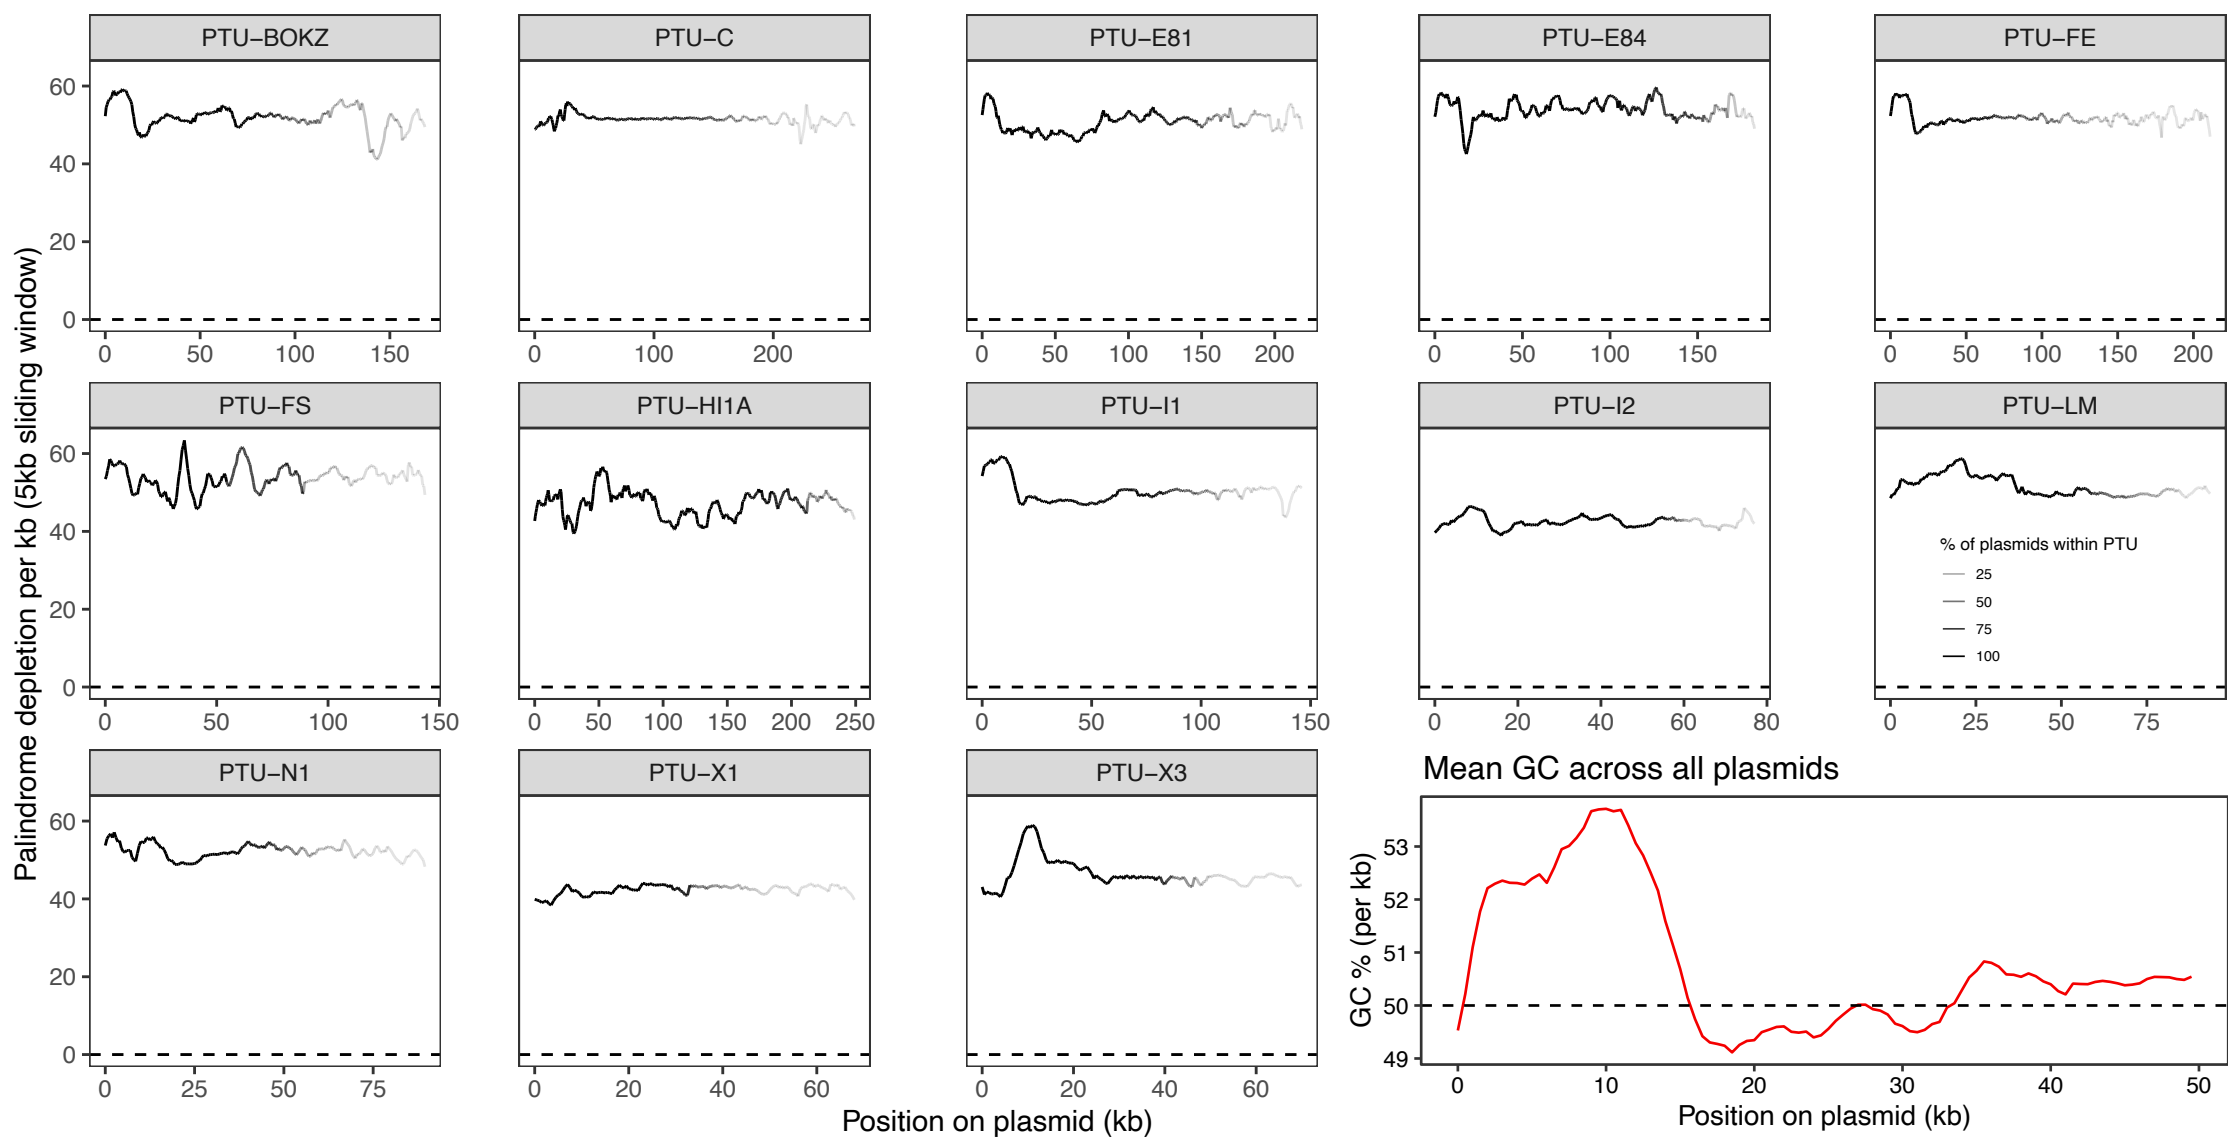 PTU−BOKZ
PTU−C
PTU−E81
PTU−E84
PTU−FE
60
40
20
0
0 50 100 150
0 100 200
0 50 100 150 200
0 50 100 150
0 50 100 150 200
PTU−FS
PTU−HI1A
PTU−I1
PTU−I2
PTU−LM
60
40
20
0
% of plasmids within PTU
25
50
75
100
0 50 100 150
0 50 100 150 200 250
0 50 100 150
0 20 40 60 80
0 25 50 75
PTU−N1
PTU−X1
PTU−X3
60
40
20
0
0 25 50 75
0 20 40 60
0 20 40 60
Palindrome depletion per kb (5kb sliding window)
Position on plasmid (kb)
Mean GC across all plasmids
GC % (per kb)
53
52
51
50
49
0 10 20 30 40 50
Position on plasmid (kb)